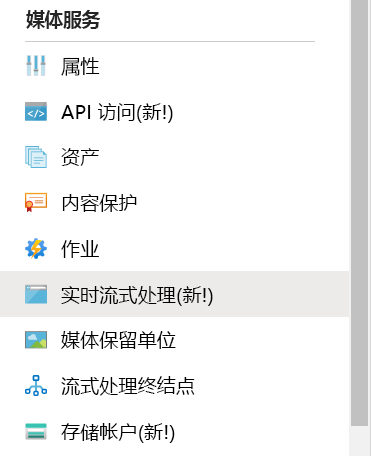 媒体服务
属性
API 访问(新!)
资产
内容保护
作业
实时流式处理(新!)
媒体保留单位
流式处理终结点
存储帐户(新!)